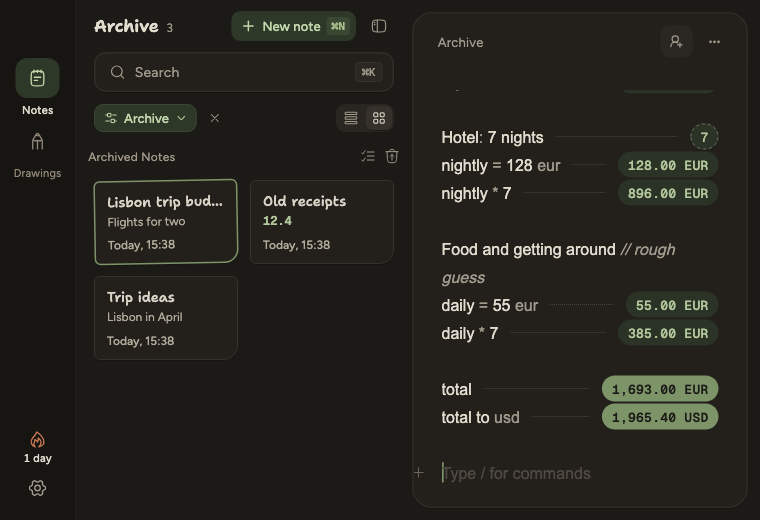 Archive 3
New note ⌘N
Search ⌘K
Archive
Archived Notes
Lisbon trip bud...
Flights for two
Today, 15:38
Old receipts
12.4
Today, 15:38
Trip ideas
Lisbon in April
Today, 15:38
Notes
Drawings
1 day
Archive
Hotel: 7 nights 7
nightly = 128 eur 128.00 EUR
nightly * 7 896.00 EUR
Food and getting around // rough
guess
daily = 55 eur 55.00 EUR
daily * 7 385.00 EUR
total 1,693.00 EUR
total to usd 1,965.40 USD
Type / for commands